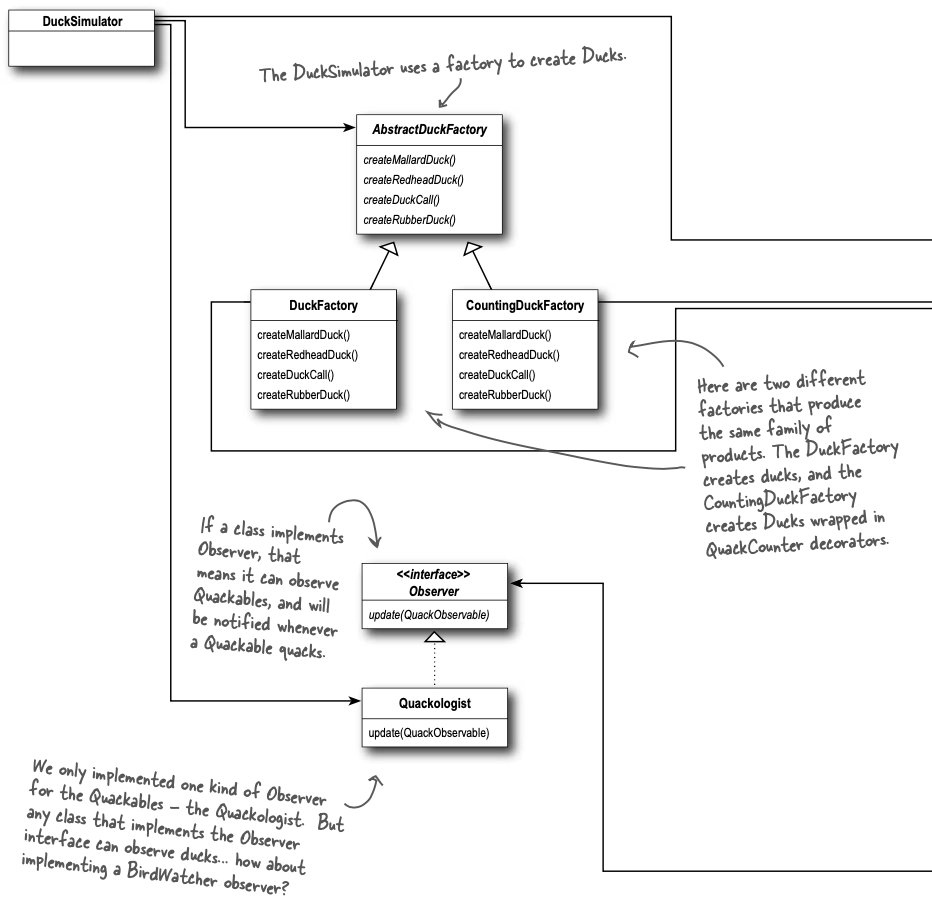 DuckSimulator
The DuckSimulator uses a factory to create Ducks.
AbstractDuckFactory
createMallardDuck()
createRedheadDuck()
createDuckCall()
createRubberDuck()
DuckFactory
createMallardDuck()
createRedheadDuck()
createDuckCall()
createRubberDuck()
CountingDuckFactory
createMallardDuck()
createRedheadDuck()
createDuckCall()
createRubberDuck()
Here are two different
factories that produce
the same family of
products. The DuckFactory
creates ducks, and the
CountingDuckFactory
creates Ducks wrapped in
QuackCounter decorators.
If a class implements
Observer, that
means it can observe
Quackables, and will
be notified whenever
a Quackable quacks.
<<interface>>
Observer
update(QuackObservable)
Quackologist
update(QuackObservable)
We only implemented one kind of Observer
for the Quackables – the Quackologist. But
any class that implements the Observer
interface can observe ducks... how about
implementing a BirdWatcher observer?